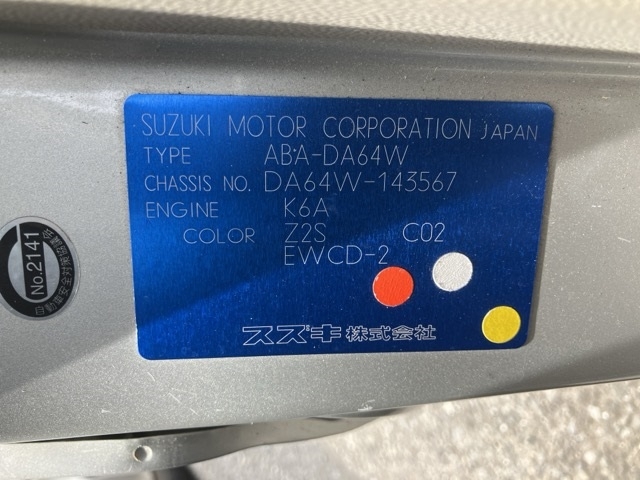 SUZUKI MOTOR CORPORATION JAPAN
TYPE ABA-DA64W
CHASSIS NO. DA64W-143567
ENGINE K6A
COLOR Z2S C02
EWCD-2
スズキ株式会社
No.2141